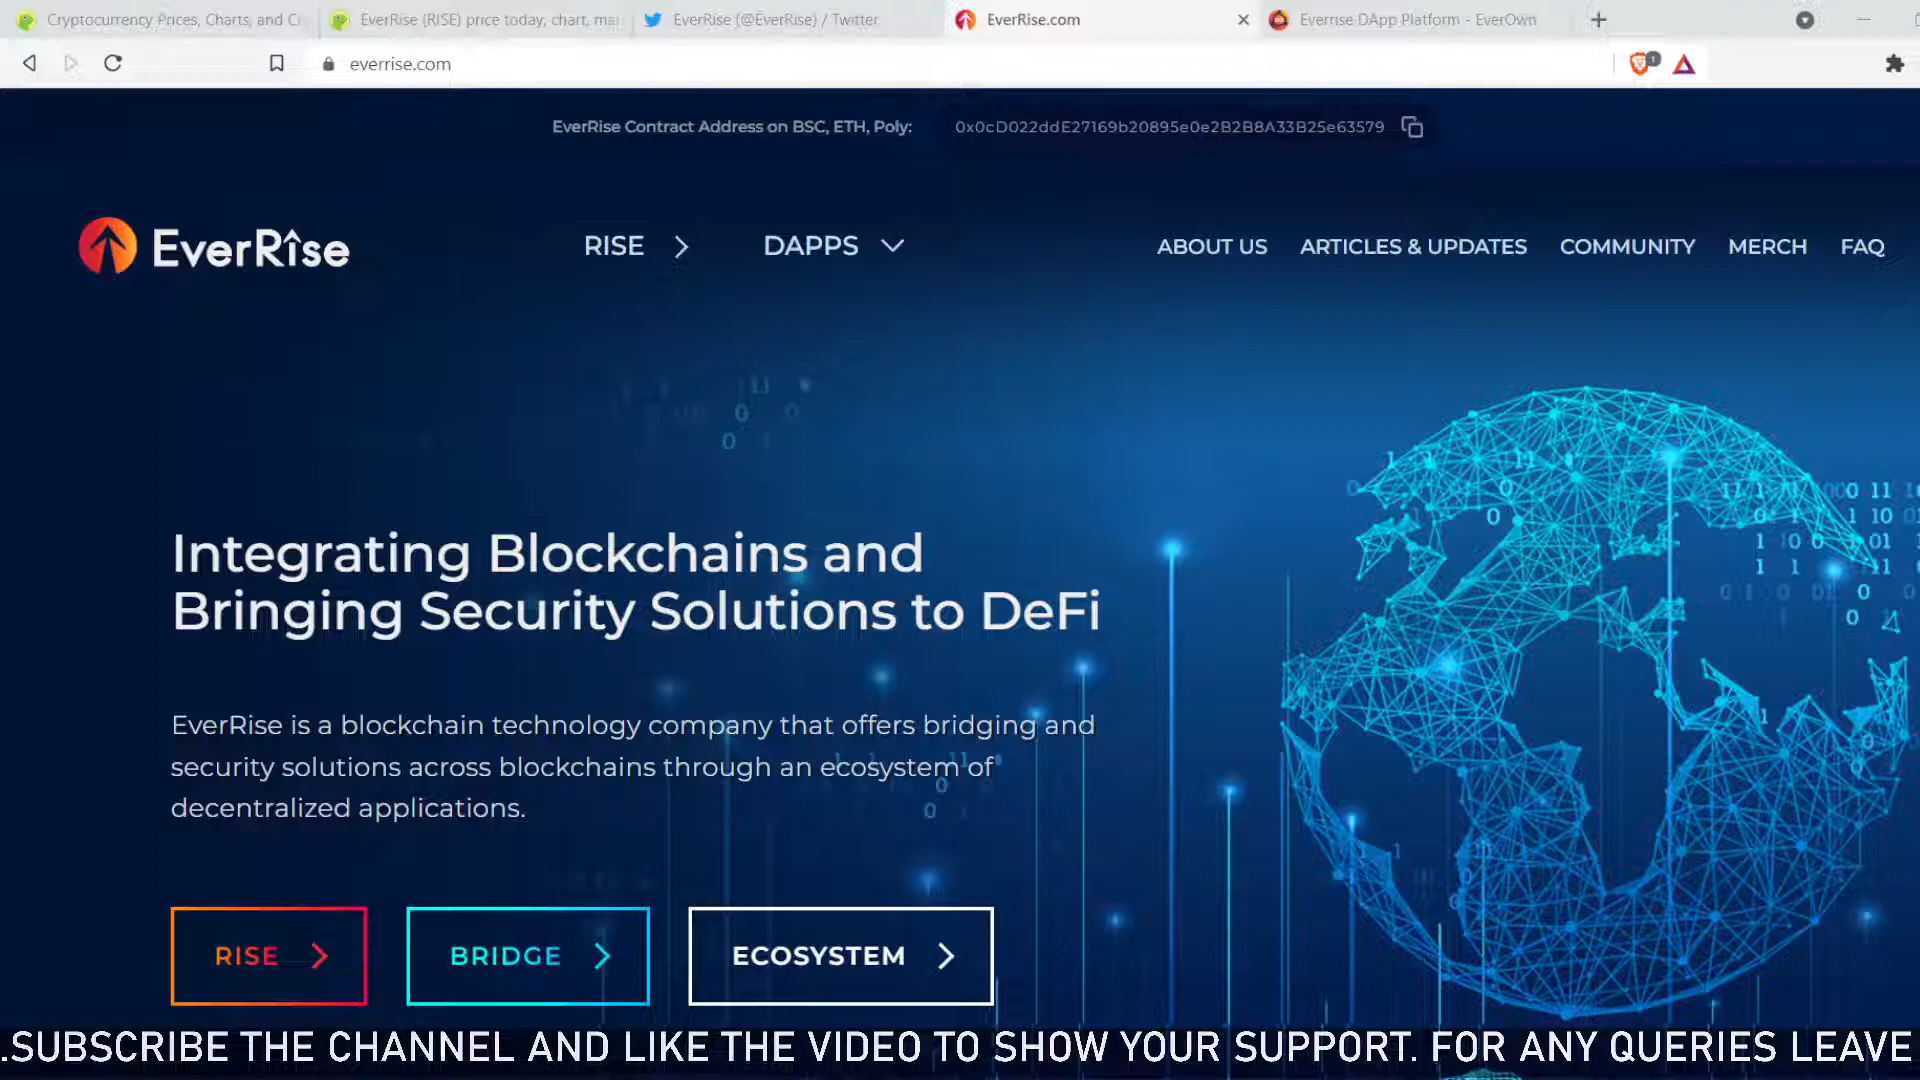 Cryptocurrency Prices, Charts, and Cr
EverRise (RISE) price today, chart, ma
EverRise (@EverRise) / Twitter
EverRise.com
Everrise DApp Platform - EverOwn
everrise.com
1
EverRise Contract Address on BSC, ETH, Poly:
0x0cD022ddE27169b20895e0e2B2B8A33B25e63579
EverRise
RISE
DAPPS
ABOUT US
ARTICLES & UPDATES
COMMUNITY
MERCH
FAQ
Integrating Blockchains and
Bringing Security Solutions to DeFi
EverRise is a blockchain technology company that offers bridging and
security solutions across blockchains through an ecosystem of
decentralized applications.
RISE
BRIDGE
ECOSYSTEM
.SUBSCRIBE THE CHANNEL AND LIKE THE VIDEO TO SHOW YOUR SUPPORT. FOR ANY QUERIES LEAVE